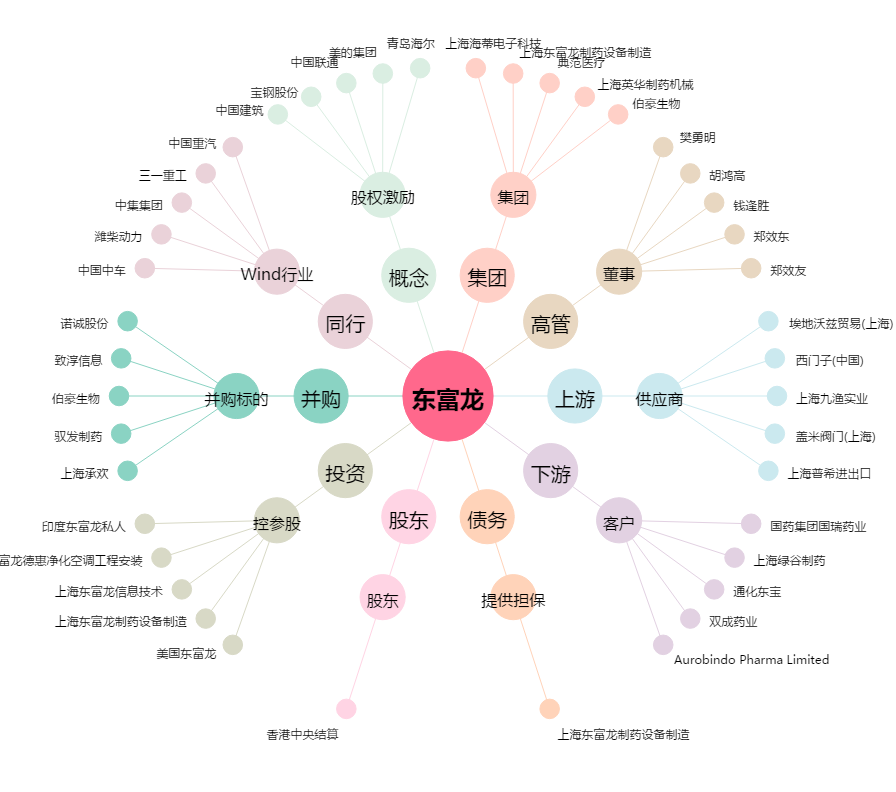 青岛海尔
上海海蒂电子科技
美的集团
上海东富龙制药设备制造
中国联通
典范医疗
宝钢股份
上海英华制药机械
中国建筑
伯豪生物
中国重汽
樊勇明
三一重工
胡鸿高
中集集团
股权激励
集团
钱逢胜
潍柴动力
郑效东
中国中车
Wind行业
概念
集团
董事
郑效友
诺诚股份
同行
高管
埃地沃兹贸易(上海)
致淳信息
西门子(中国)
伯豪生物
并购标的
并购
东富龙
上游
供应商
上海九渔实业
驭发制药
盖米阀门(上海)
上海承欢
投资
下游
上海普希进出口
印度东富龙私人
控参股
股东
债务
客户
国药集团国瑞药业
富龙德惠净化空调工程安装
上海绿谷制药
上海东富龙信息技术
股东
提供担保
通化东宝
上海东富龙制药设备制造
双成药业
美国东富龙
Aurobindo Pharma Limited
香港中央结算
上海东富龙制药设备制造